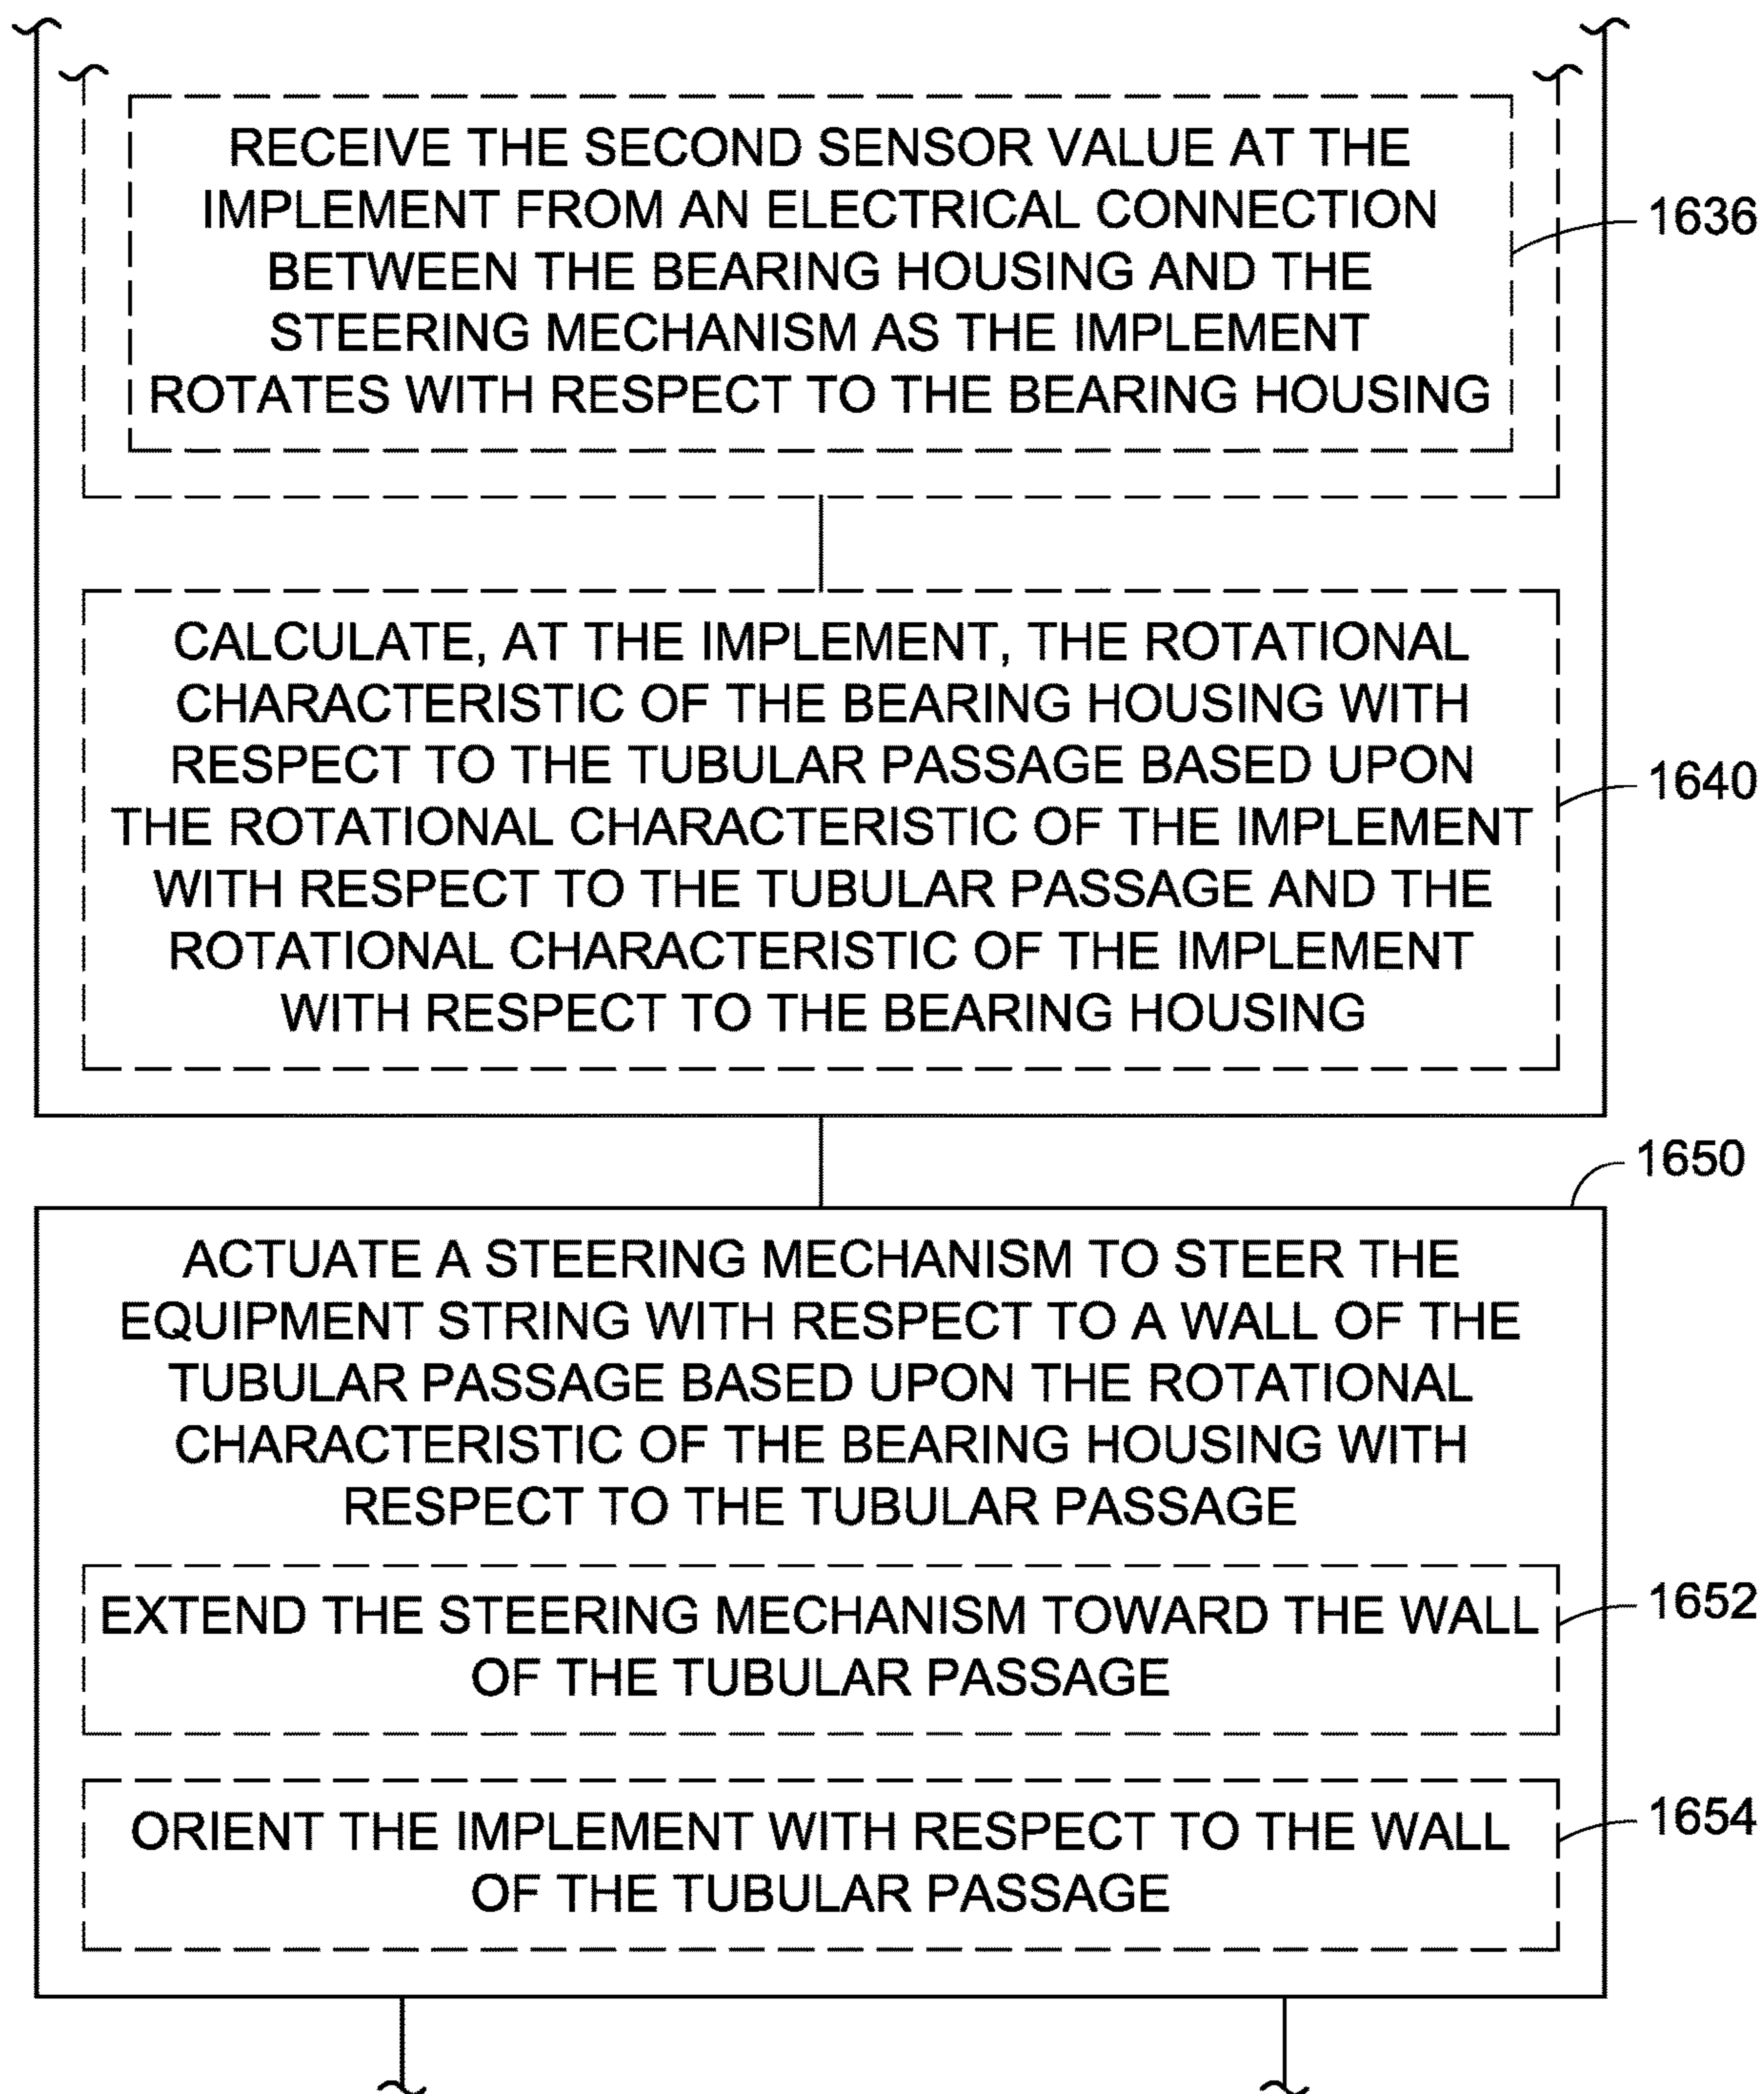 RECEIVE THE SECOND SENSOR VALUE AT THE
IMPLEMENT FROM AN ELECTRICAL CONNECTION
BETWEEN THE BEARING HOUSING AND THE
STEERING MECHANISM AS THE IMPLEMENT
ROTATES WITH RESPECT TO THE BEARING HOUSING
1636
CALCULATE, AT THE IMPLEMENT, THE ROTATIONAL
CHARACTERISTIC OF THE BEARING HOUSING WITH
RESPECT TO THE TUBULAR PASSAGE BASED UPON
THE ROTATIONAL CHARACTERISTIC OF THE IMPLEMENT
WITH RESPECT TO THE TUBULAR PASSAGE AND THE
ROTATIONAL CHARACTERISTIC OF THE IMPLEMENT
WITH RESPECT TO THE BEARING HOUSING
1640
1650
ACTUATE A STEERING MECHANISM TO STEER THE
EQUIPMENT STRING WITH RESPECT TO A WALL OF THE
TUBULAR PASSAGE BASED UPON THE ROTATIONAL
CHARACTERISTIC OF THE BEARING HOUSING WITH
RESPECT TO THE TUBULAR PASSAGE
EXTEND THE STEERING MECHANISM TOWARD THE WALL
OF THE TUBULAR PASSAGE
1652
ORIENT THE IMPLEMENT WITH RESPECT TO THE WALL
OF THE TUBULAR PASSAGE
1654